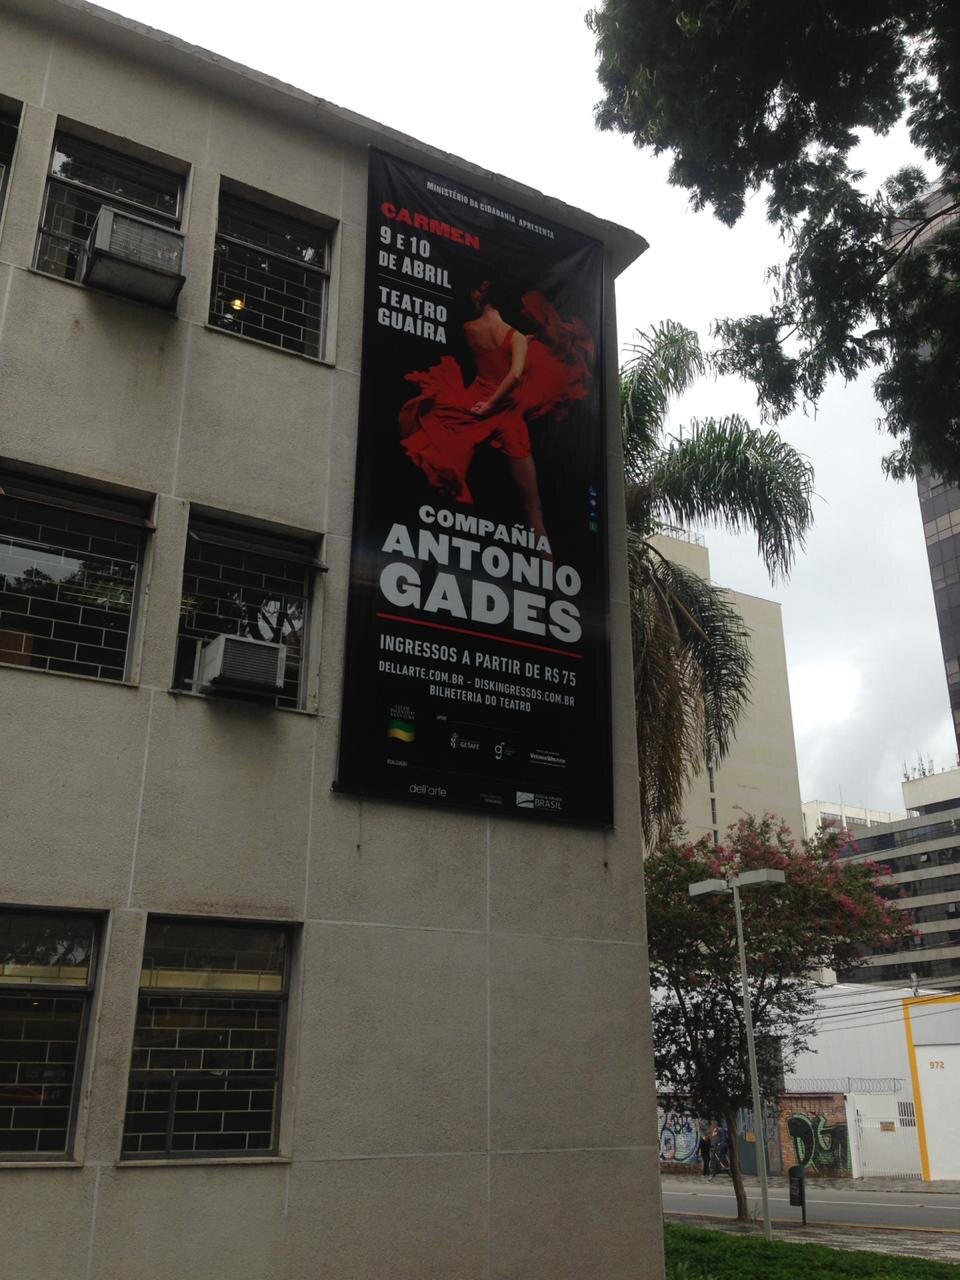 MINISTÉRIO DA CIDADANIA APRESENTA
CARMEN
9 E 10
DE ABRIL
TEATRO
GUAÍRA
COMPAÑÍA
ANTONIO
GADES
INGRESSOS A PARTIR DE R$ 75
DELLARTE.COM.BR - DISKINGRESSOS.COM.BR
BILHETERIA DO TEATRO
GETAFE
REALIZAÇÃO
dell'arte
BRASIL
972